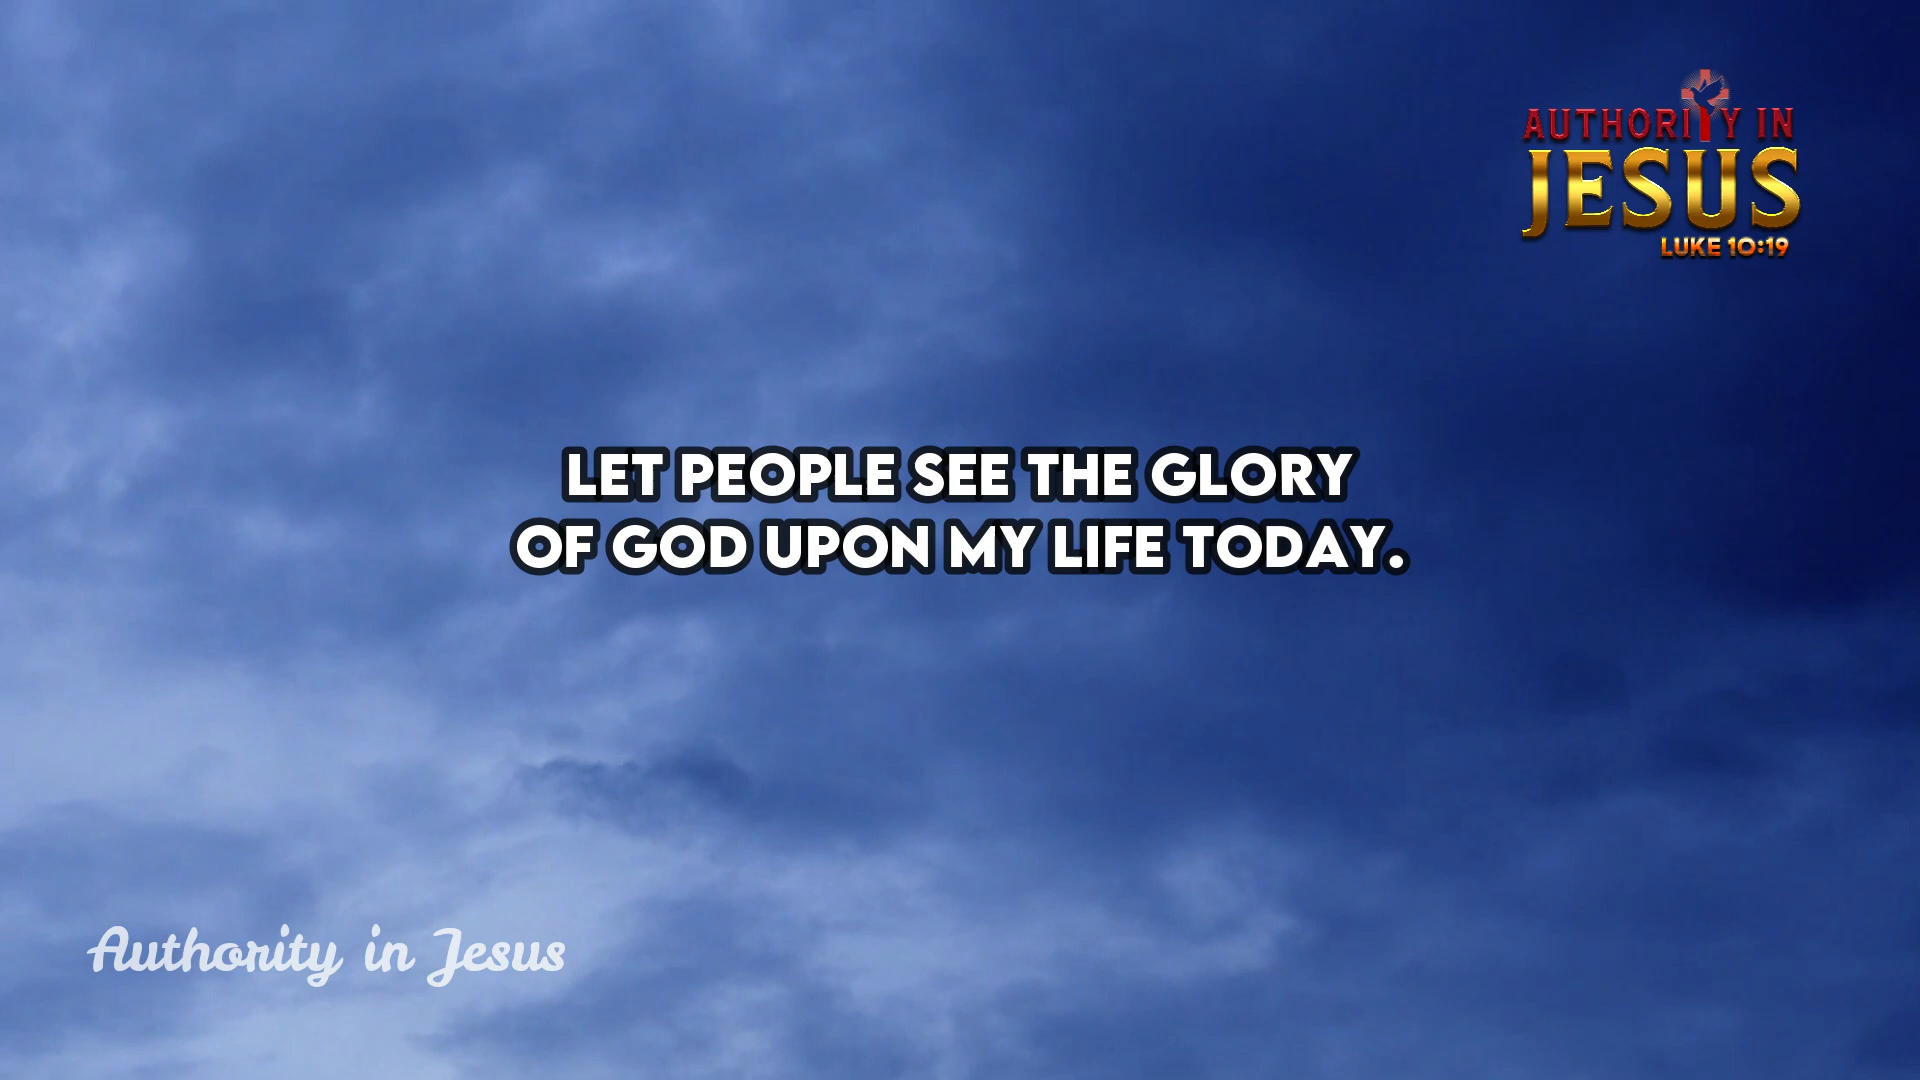 AUTHORITY IN
JESUS
LUKE 10:19
LET PEOPLE SEE THE GLORY
OF GOD UPON MY LIFE TODAY.
Authority in Jesus